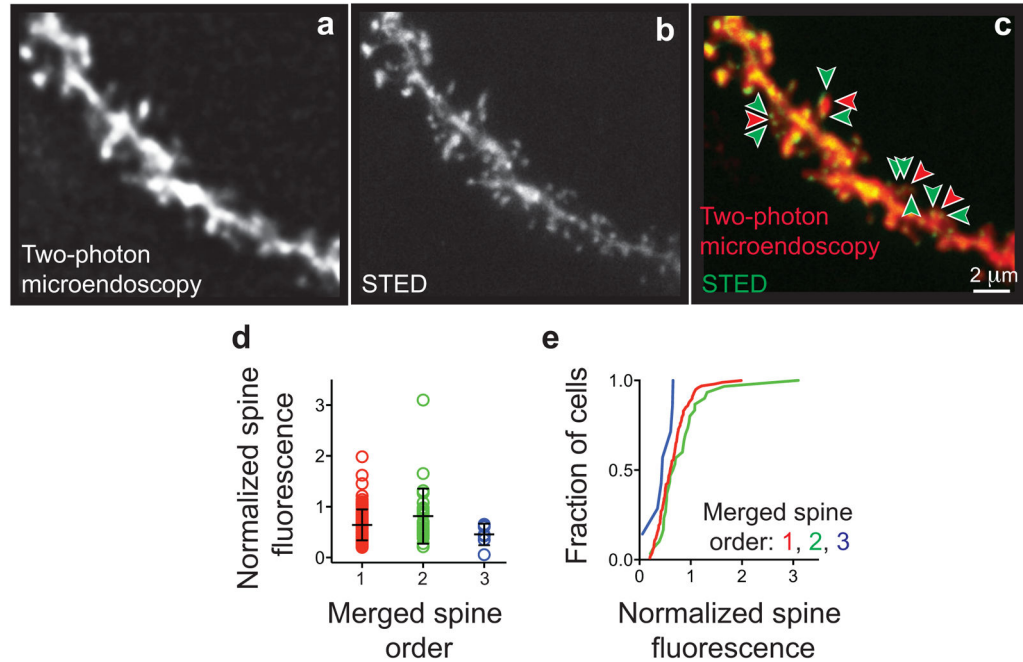 a
Two-photon
microendoscopy
b
STED
c
Two-photon
microendoscopy
STED
2 μm
d
Normalized spine
fluorescence
3
2
1
0
1 2 3
Merged spine
order
e
Fraction of cells
1.0
0.5
0.0
0 1 2 3
Merged spine
order: 1, 2, 3
Normalized spine
fluorescence